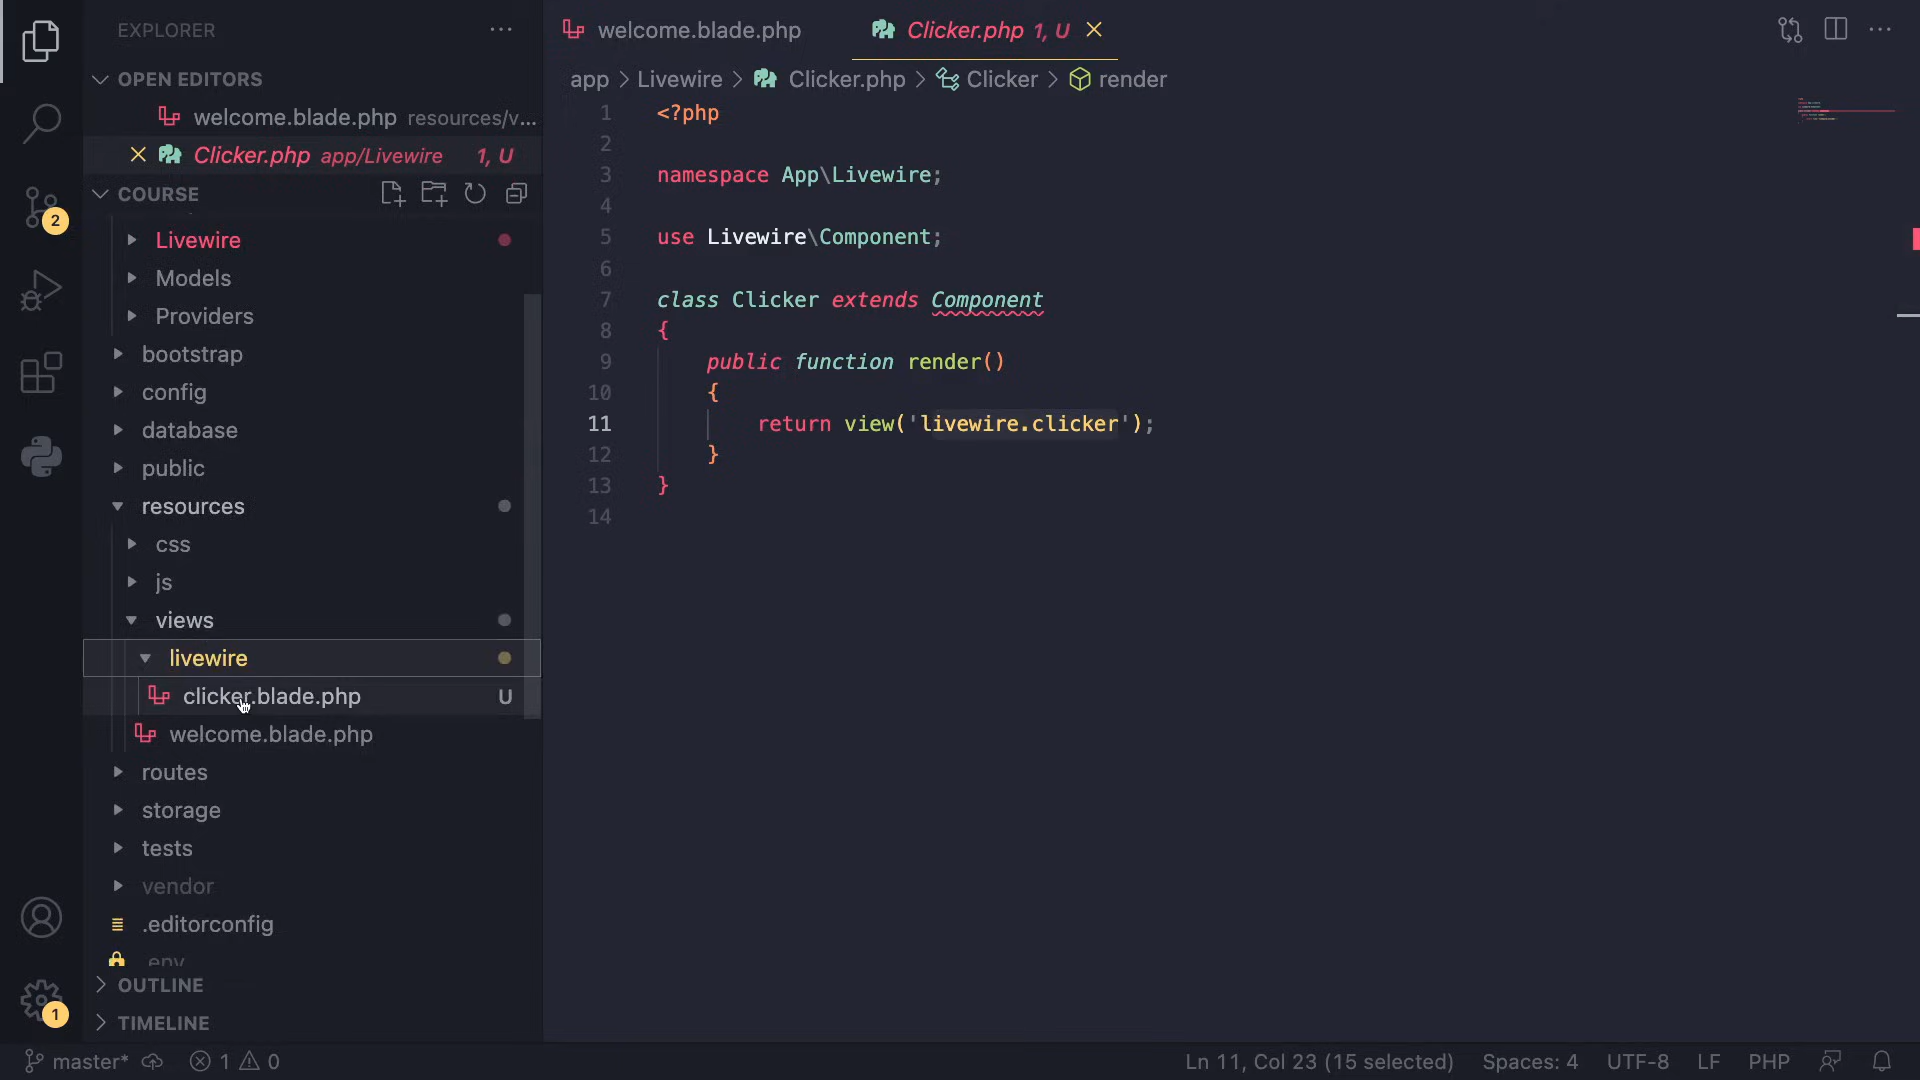 EXPLORER
OPEN EDITORS
welcome.blade.php resources/v...
Clicker.php app/Livewire 1, U
COURSE
Livewire
Models
Providers
bootstrap
config
database
public
resources
css
js
views
livewire
clicker.blade.php U
welcome.blade.php
routes
storage
tests
vendor
.editorconfig
.env
OUTLINE
TIMELINE
2
1
welcome.blade.php
Clicker.php 1, U
app > Livewire > Clicker.php > Clicker > render
1 <?php
2
3 namespace App\Livewire;
4
5 use Livewire\Component;
6
7 class Clicker extends Component
8 {
9 public function render()
10 {
11 return view('livewire.clicker');
12 }
13 }
14
master* 1 0
Ln 11, Col 23 (15 selected) Spaces: 4 UTF-8 LF PHP